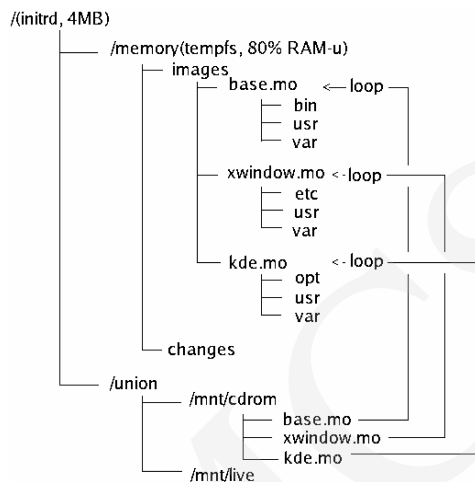 /(initrd, 4MB)
/memory(tempfs, 80% RAM-u)
images
base.mo <- loop
bin
usr
var
xwindow.mo <-loop
etc
usr
var
kde.mo <-loop
opt
usr
var
changes
/union
/mnt/cdrom
base.mo
xwindow.mo
kde.mo
/mnt/live